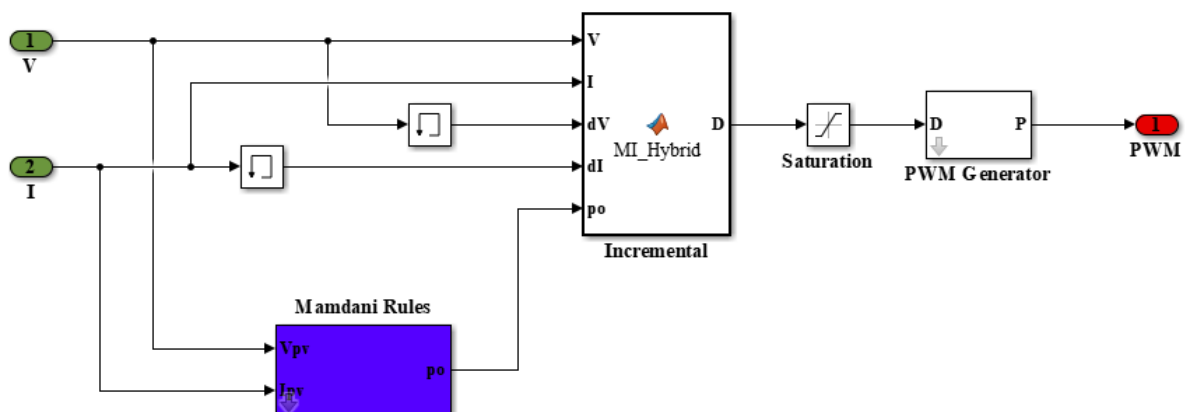 1
V
2
I
V
I
dV
dI
po
MI_Hybrid
D
Incremental
Saturation
D
P
PWM Generator
1
PWM
Mamdani Rules
Vpv
Ipv
po